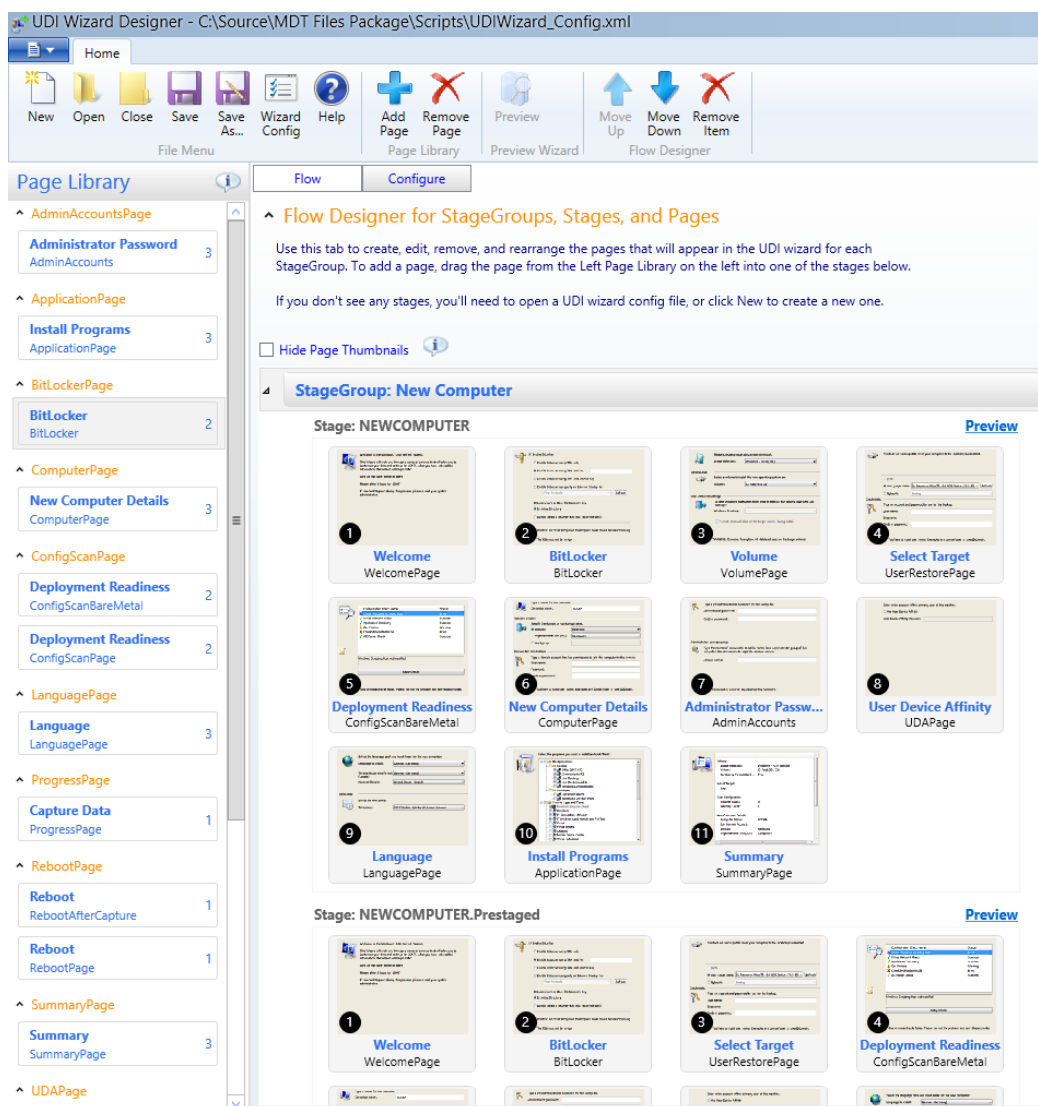 UDI Wizard Designer - C:\Source\MDT Files Package\Scripts\UDIWizard_Config.xml
Home
New
Open
Close
Save
Save
As...
Wizard
Config
Help
Add
Page
Remove
Page
Preview
Move
Up
Move
Down
Remove
Item
File Menu
Page Library
Preview Wizard
Flow Designer
Page Library
AdminAccountsPage
Administrator Password
AdminAccounts
3
ApplicationPage
Install Programs
ApplicationPage
3
BitLockerPage
BitLocker
BitLocker
2
ComputerPage
New Computer Details
ComputerPage
3
ConfigScanPage
Deployment Readiness
ConfigScanBareMetal
2
Deployment Readiness
ConfigScanPage
2
LanguagePage
Language
LanguagePage
3
ProgressPage
Capture Data
ProgressPage
1
RebootPage
Reboot
RebootAfterCapture
1
Reboot
RebootPage
1
SummaryPage
Summary
SummaryPage
3
UDAPage
Flow
Configure
Flow Designer for StageGroups, Stages, and Pages
Use this tab to create, edit, remove, and rearrange the pages that will appear in the UDI wizard for each
StageGroup. To add a page, drag the page from the Left Page Library on the left into one of the stages below.
If you don't see any stages, you'll need to open a UDI wizard config file, or click New to create a new one.
Hide Page Thumbnails
StageGroup: New Computer
Stage: NEWCOMPUTER
Preview
1
Welcome
WelcomePage
2
BitLocker
BitLocker
3
Volume
VolumePage
4
Select Target
UserRestorePage
5
Deployment Readiness
ConfigScanBareMetal
6
New Computer Details
ComputerPage
7
Administrator Passw...
AdminAccounts
8
User Device Affinity
UDAPage
9
Language
LanguagePage
10
Install Programs
ApplicationPage
11
Summary
SummaryPage
Stage: NEWCOMPUTER.Prestaged
Preview
1
Welcome
WelcomePage
2
BitLocker
BitLocker
3
Select Target
UserRestorePage
4
Deployment Readiness
ConfigScanBareMetal